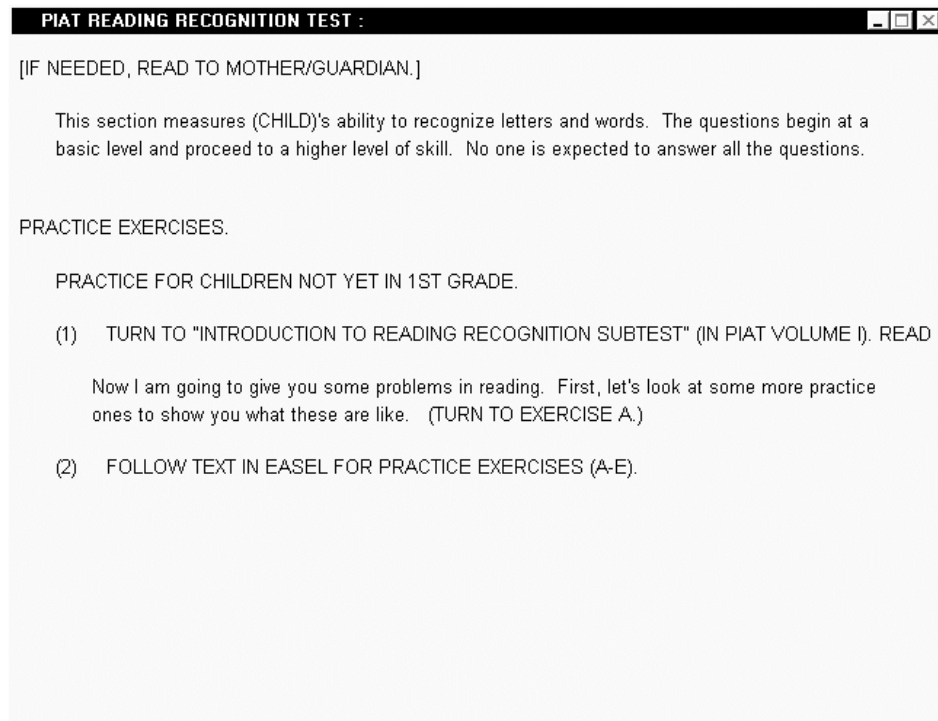 PIAT READING RECOGNITION TEST :
[IF NEEDED, READ TO MOTHER/GUARDIAN.]
This section measures (CHILD)'s ability to recognize letters and words. The questions begin at a
basic level and proceed to a higher level of skill. No one is expected to answer all the questions.
PRACTICE EXERCISES.
PRACTICE FOR CHILDREN NOT YET IN 1ST GRADE.
(1) TURN TO "INTRODUCTION TO READING RECOGNITION SUBTEST" (IN PIAT VOLUME I). READ
Now I am going to give you some problems in reading. First, let's look at some more practice
ones to show you what these are like. (TURN TO EXERCISE A.)
(2) FOLLOW TEXT IN EASEL FOR PRACTICE EXERCISES (A-E).